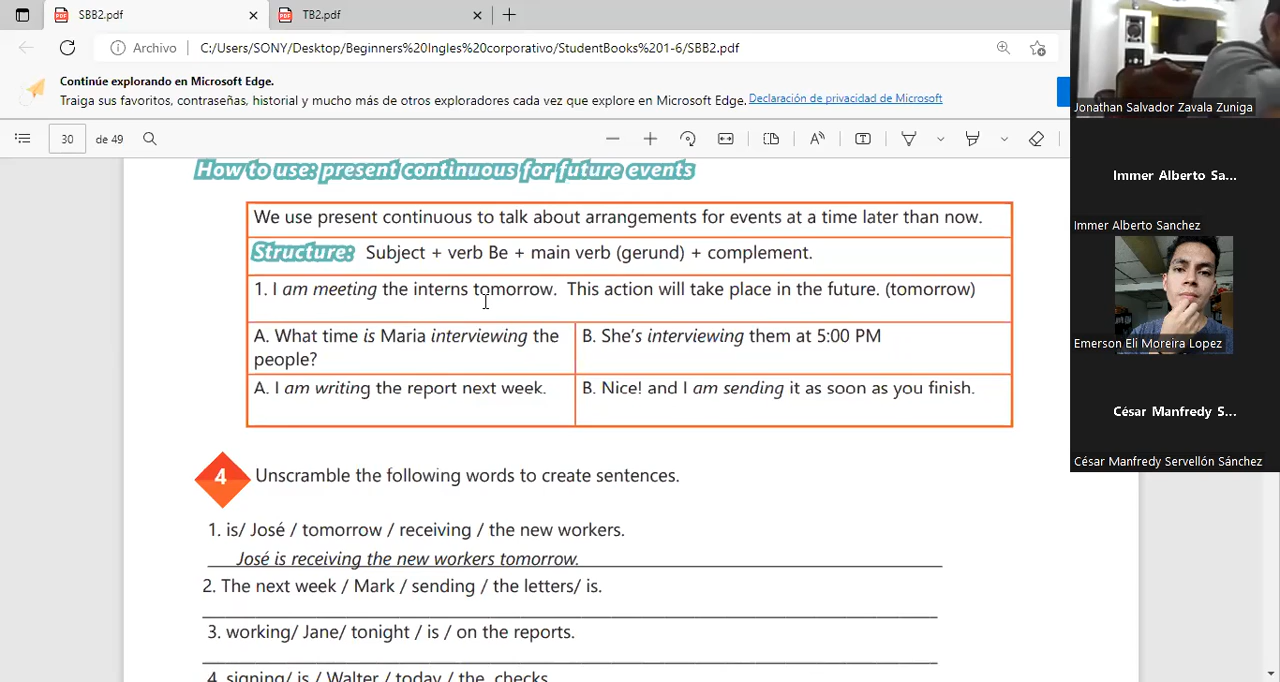 SBB2.pdf
TB2.pdf
Archivo
C:/Users/SONY/Desktop/Beginners%20Ingles%20corporativo/StudentBooks%201-6/SBB2.pdf
Continúe explorando en Microsoft Edge.
Traiga sus favoritos, contraseñas, historial y mucho más de otros exploradores cada vez que explore en Microsoft Edge. Declaración de privacidad de Microsoft
30 de 49
How to use: present continuous for future events
We use present continuous to talk about arrangements for events at a time later than now.
Structure: Subject + verb Be + main verb (gerund) + complement.
1. I am meeting the interns tomorrow. This action will take place in the future. (tomorrow)
A. What time is Maria interviewing the people?
B. She's interviewing them at 5:00 PM
A. I am writing the report next week.
B. Nice! and I am sending it as soon as you finish.
4 Unscramble the following words to create sentences.
1. is/ José / tomorrow / receiving / the new workers.
José is receiving the new workers tomorrow.
2. The next week / Mark / sending / the letters/ is.
3. working/ Jane/ tonight / is / on the reports.
4. signing/ is / Walter / today / the checks
Jonathan Salvador Zavala Zuniga
Immer Alberto Sa...
Immer Alberto Sanchez
Emerson Eli Moreira Lopez
César Manfredy S...
César Manfredy Servellón Sánchez